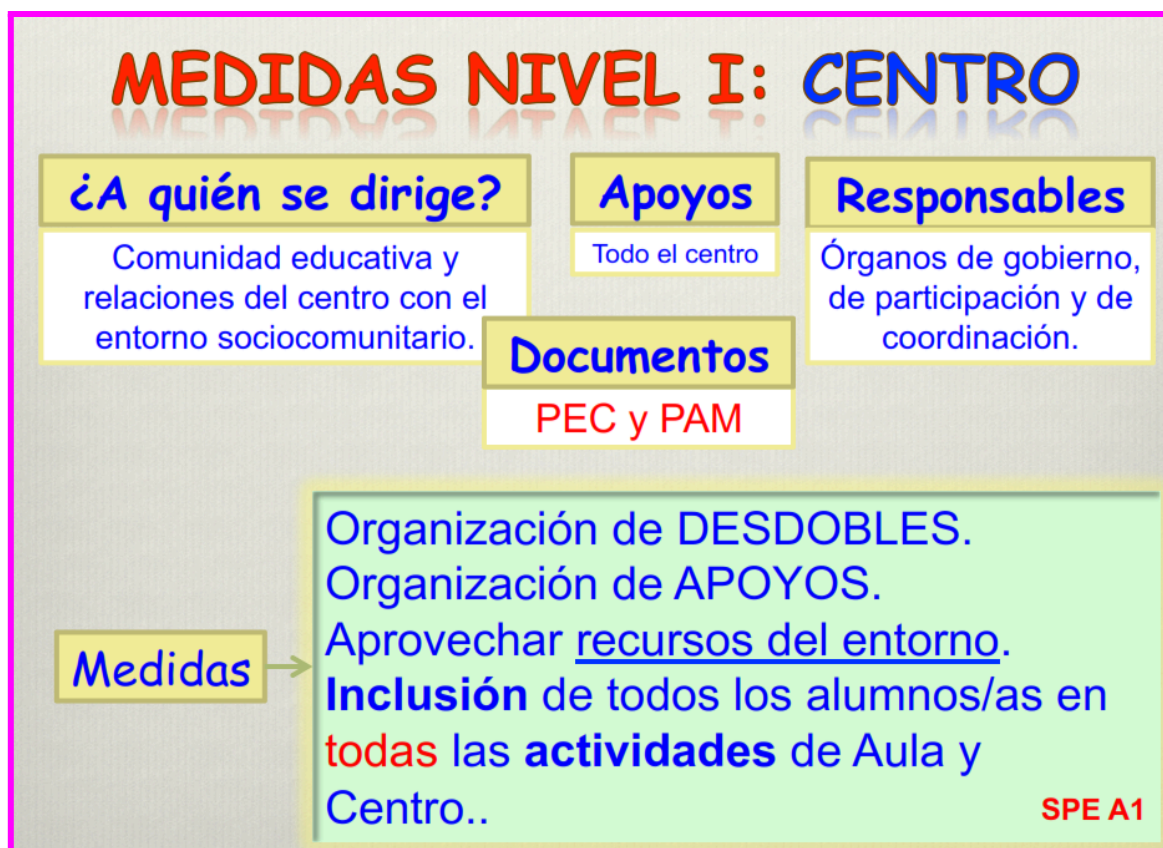 MEDIDAS NIVEL I: CENTRO
¿A quién se dirige?
Comunidad educativa y
relaciones del centro con el
entorno sociocomunitario.
Apoyos
Todo el centro
Responsables
Órganos de gobierno,
de participación y de
coordinación.
Documentos
PEC y PAM
Medidas
Organización de DESDOBLES.
Organización de APOYOS.
Aprovechar recursos del entorno.
Inclusión de todos los alumnos/as en
todas las actividades de Aula y
Centro..
SPE A1